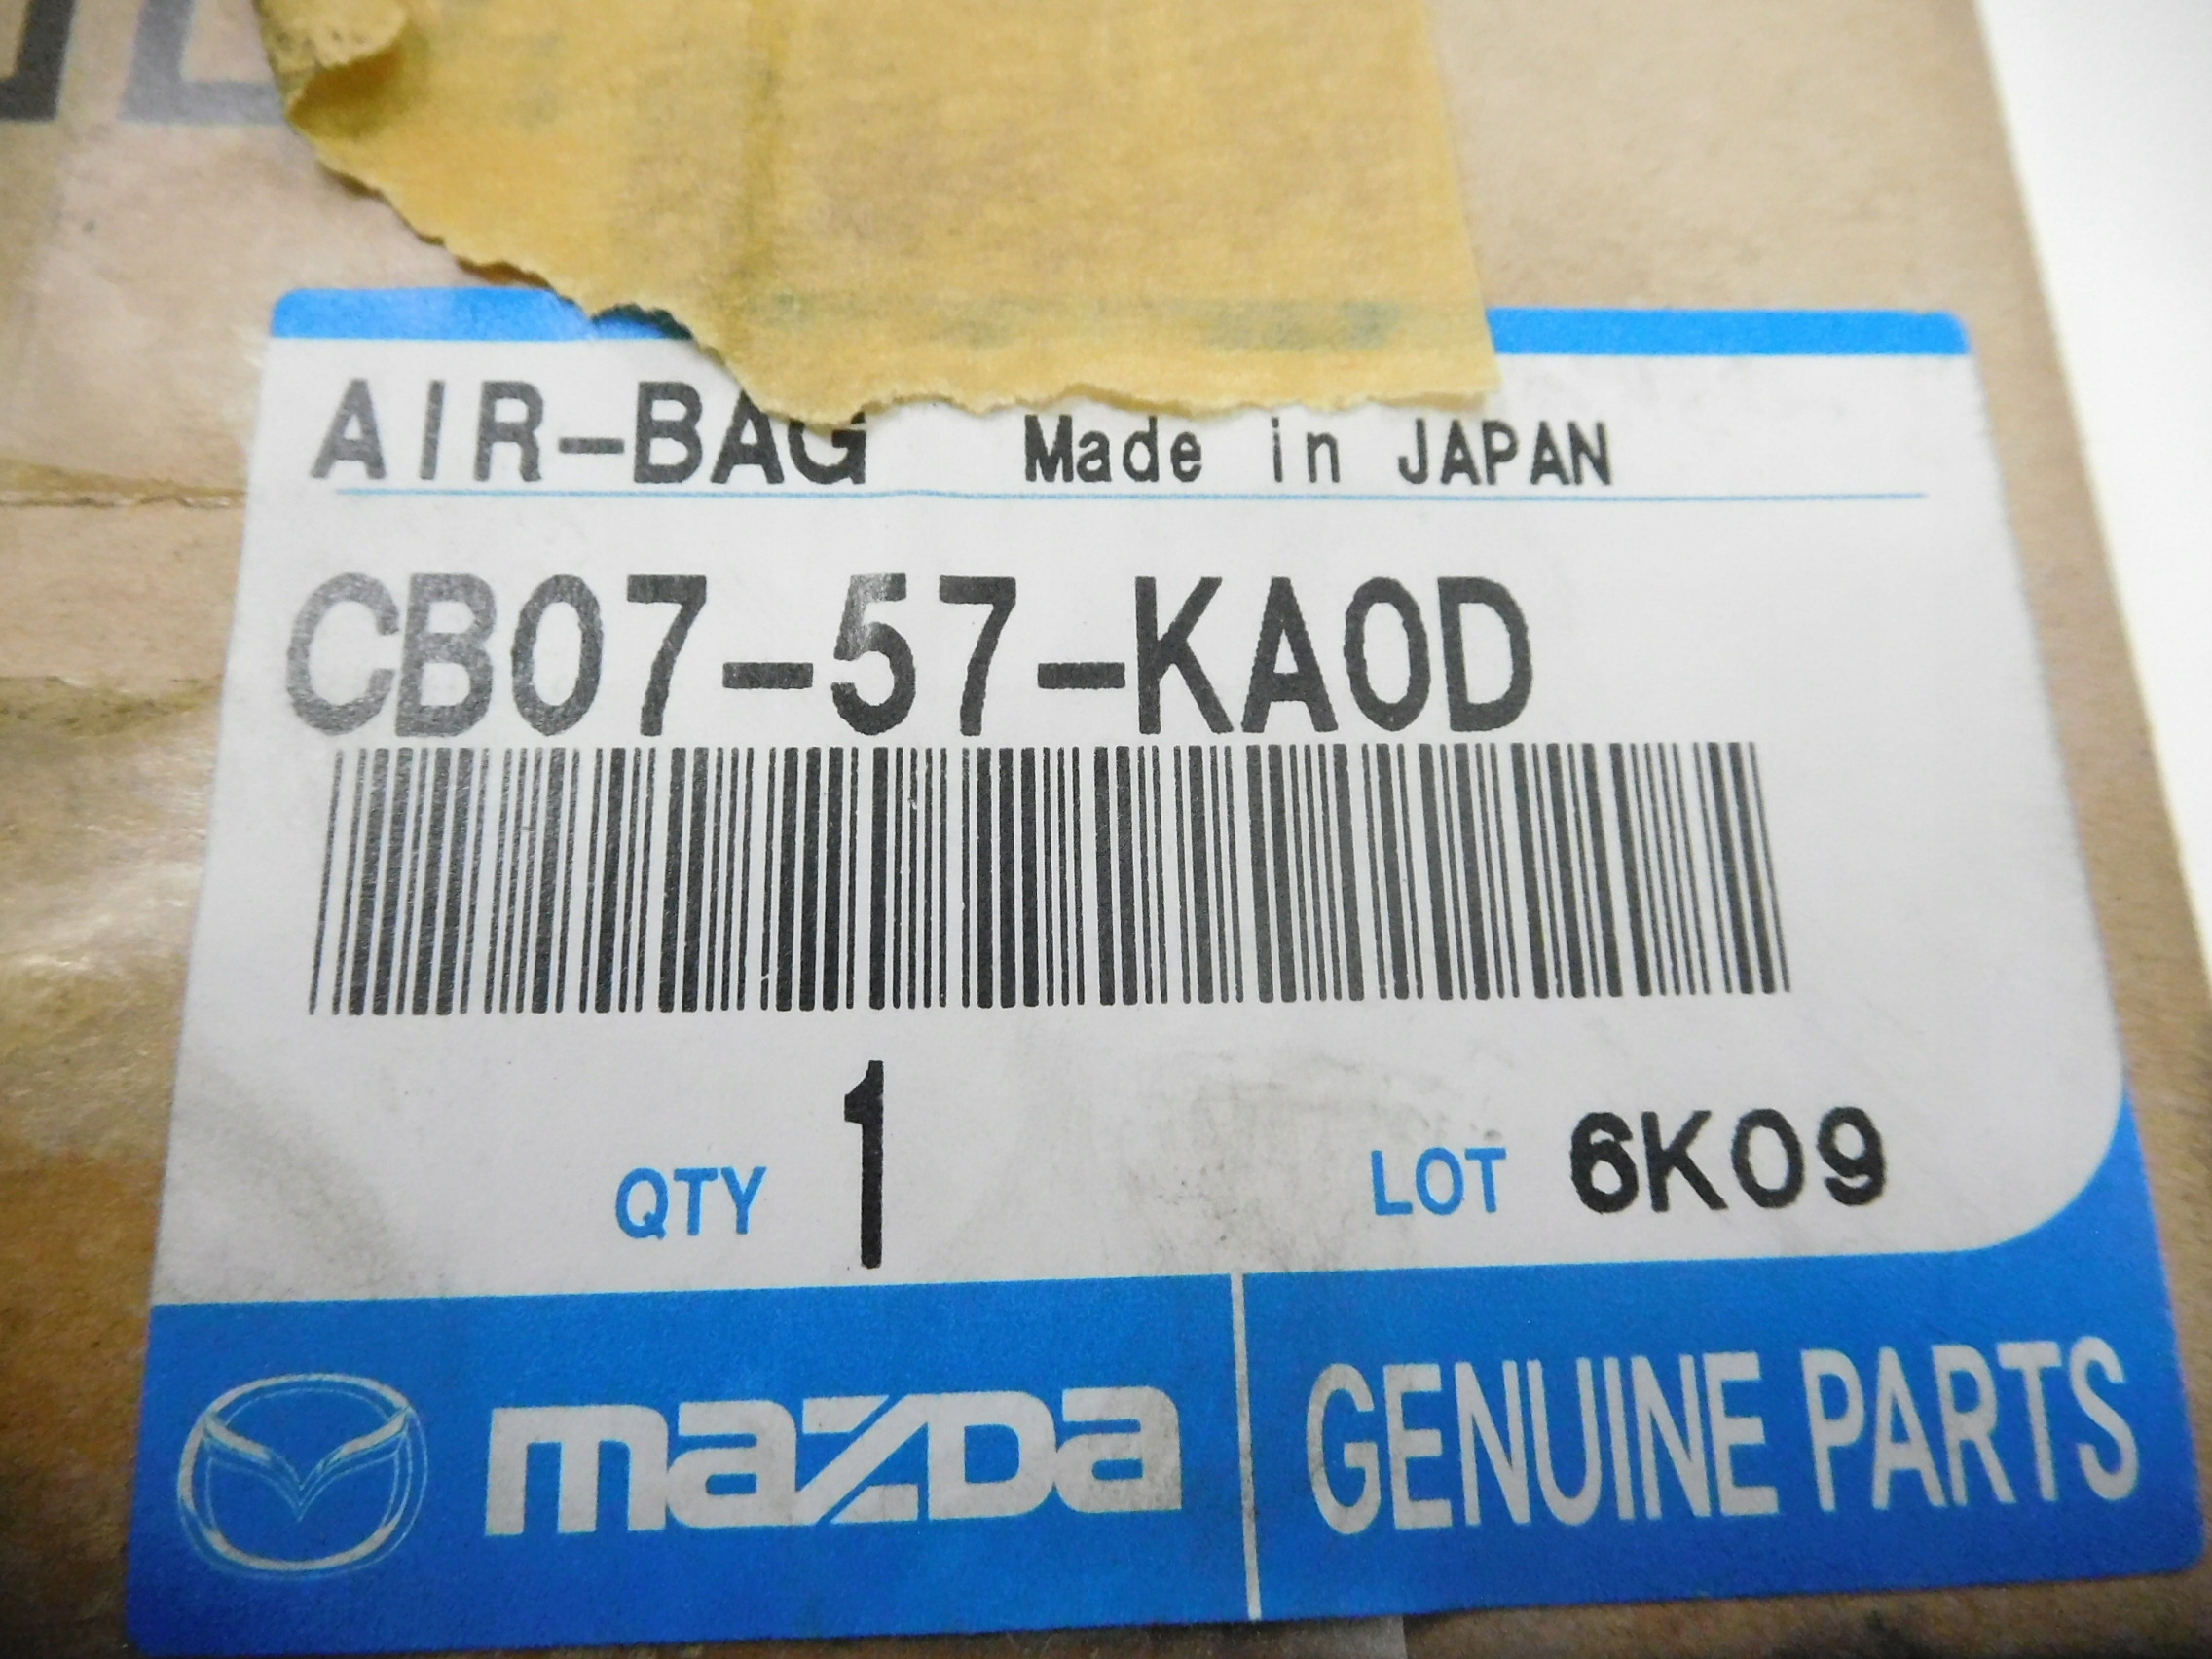 AIR-BAG Made in JAPAN
CB07-57-KA0D
QTY 1 LOT 6K09
mazda GENUINE PARTS